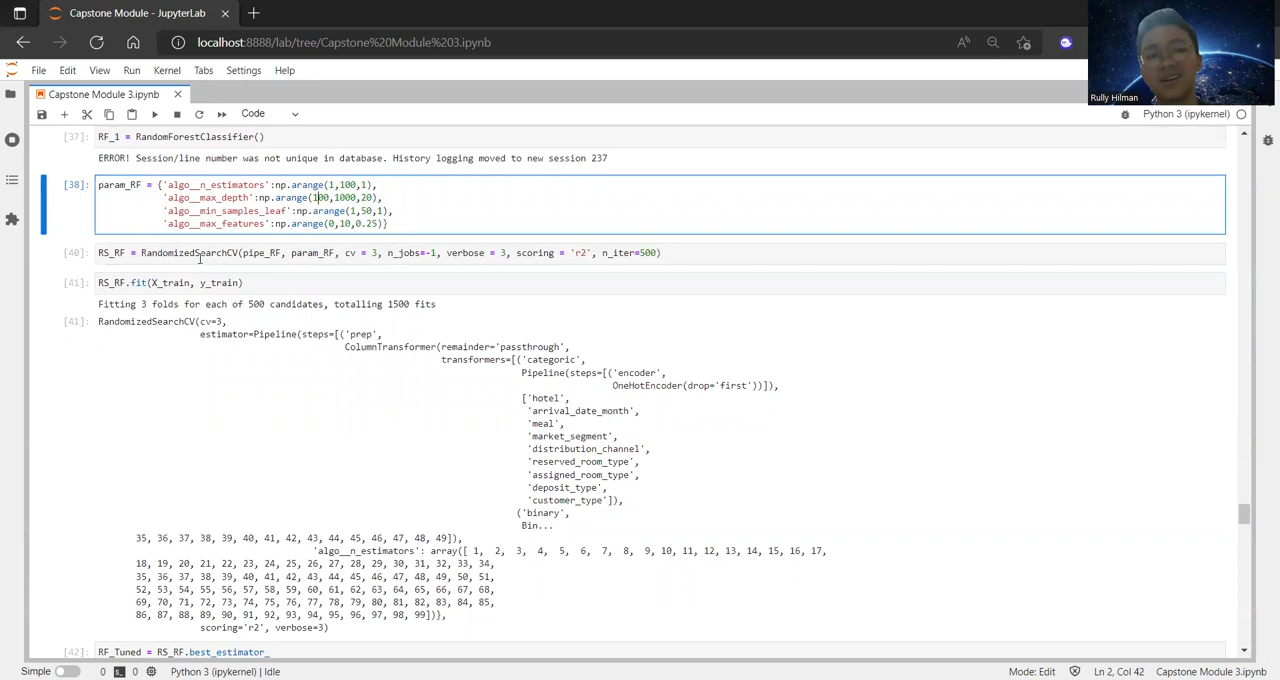 Capstone Module - JupyterLab
localhost:8888/lab/tree/Capstone%20Module%203.ipynb
Rully Hilman
File Edit View Run Kernel Tabs Settings Help
Capstone Module 3.ipynb
Code
Python 3 (ipykernel)
[37]: RF_1 = RandomForestClassifier()
ERROR! Session/line number was not unique in database. History logging moved to new session 237
[38]: param_RF = {'algo__n_estimators':np.arange(1,100,1),
'algo__max_depth':np.arange(100,1000,20),
'algo__min_samples_leaf':np.arange(1,50,1),
'algo__max_features':np.arange(0,10,0.25)}
[40]: RS_RF = RandomizedSearchCV(pipe_RF, param_RF, cv = 3, n_jobs=-1, verbose = 3, scoring = 'r2', n_iter=500)
[41]: RS_RF.fit(X_train, y_train)
Fitting 3 folds for each of 500 candidates, totalling 1500 fits
[41]: RandomizedSearchCV(cv=3,
estimator=Pipeline(steps=[('prep',
ColumnTransformer(remainder='passthrough',
transformers=[('categoric',
Pipeline(steps=[('encoder',
OneHotEncoder(drop='first'))]),
['hotel',
'arrival_date_month',
'meal',
'market_segment',
'distribution_channel',
'reserved_room_type',
'assigned_room_type',
'deposit_type',
'customer_type']),
('binary',
Bin...
35, 36, 37, 38, 39, 40, 41, 42, 43, 44, 45, 46, 47, 48, 49]),
'algo__n_estimators': array([ 1, 2, 3, 4, 5, 6, 7, 8, 9, 10, 11, 12, 13, 14, 15, 16, 17,
18, 19, 20, 21, 22, 23, 24, 25, 26, 27, 28, 29, 30, 31, 32, 33, 34,
35, 36, 37, 38, 39, 40, 41, 42, 43, 44, 45, 46, 47, 48, 49, 50, 51,
52, 53, 54, 55, 56, 57, 58, 59, 60, 61, 62, 63, 64, 65, 66, 67, 68,
69, 70, 71, 72, 73, 74, 75, 76, 77, 78, 79, 80, 81, 82, 83, 84, 85,
86, 87, 88, 89, 90, 91, 92, 93, 94, 95, 96, 97, 98, 99])},
scoring='r2', verbose=3)
[42]: RF_Tuned = RS_RF.best_estimator_
Simple 0 0 Python 3 (ipykernel) | Idle Mode: Edit Ln 2, Col 42 Capstone Module 3.ipynb